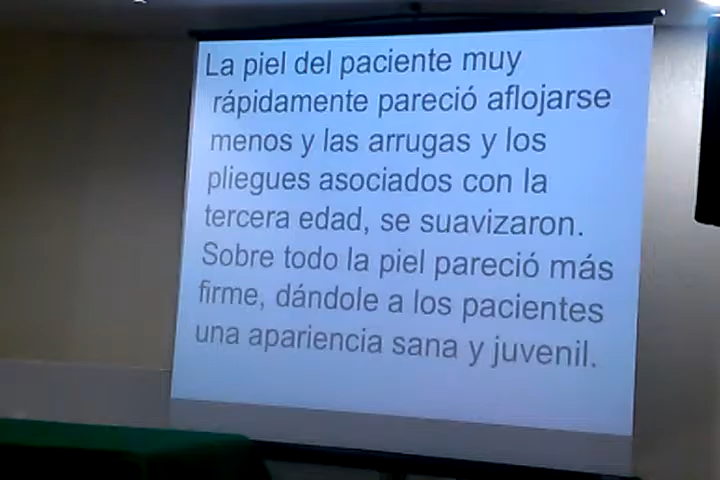 La piel del paciente muy
rápidamente pareció aflojarse
menos y las arrugas y los
pliegues asociados con la
tercera edad, se suavizaron.
Sobre todo la piel pareció más
firme, dándole a los pacientes
una apariencia sana y juvenil.